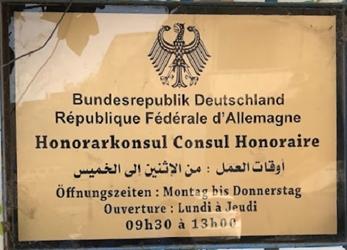 Bundesrepublik Deutschland
République Fédérale d'Allemagne
Honorarkonsul Consul Honoraire
أوقات العمل : من الإثنين الى الخميس
Öffnungszeiten : Montag bis Donnerstag
Ouverture : Lundi à Jeudi
09h30 à 13h00